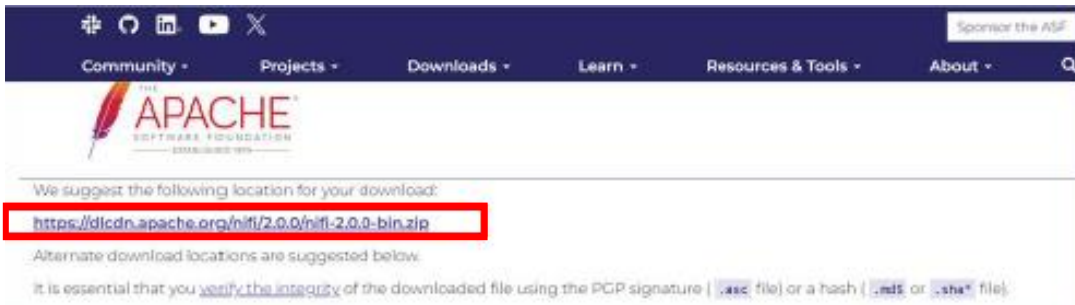 Sponsor the ASF
Community Projects Downloads Learn Resources & Tools About
THE
APACHE
SOFTWARE FOUNDATION
We suggest the following location for your download:
https://dlcdn.apache.org/nifi/2.0.0/nifi-2.0.0-bin.zip
Alternate download locations are suggested below.
It is essential that you verify the integrity of the downloaded file using the PGP signature ( .asc file) or a hash ( .md5 or .sha* file).